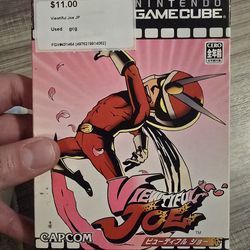 $11.00
NINTENDO
GAMECUBE
Viewtiful Joe JP
Used
CERO
全年齢
VIEWTIFUL
JOE
ビューティフル ジョー
CAPCOM